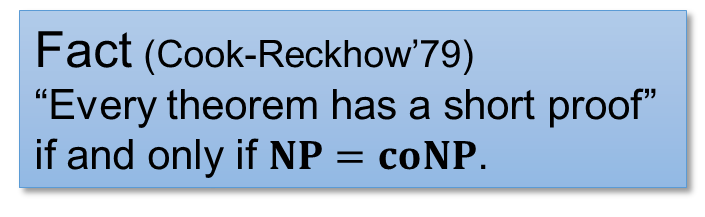 Fact (Cook-Reckhow’79)
“Every theorem has a short proof”
if and only if NP = coNP.